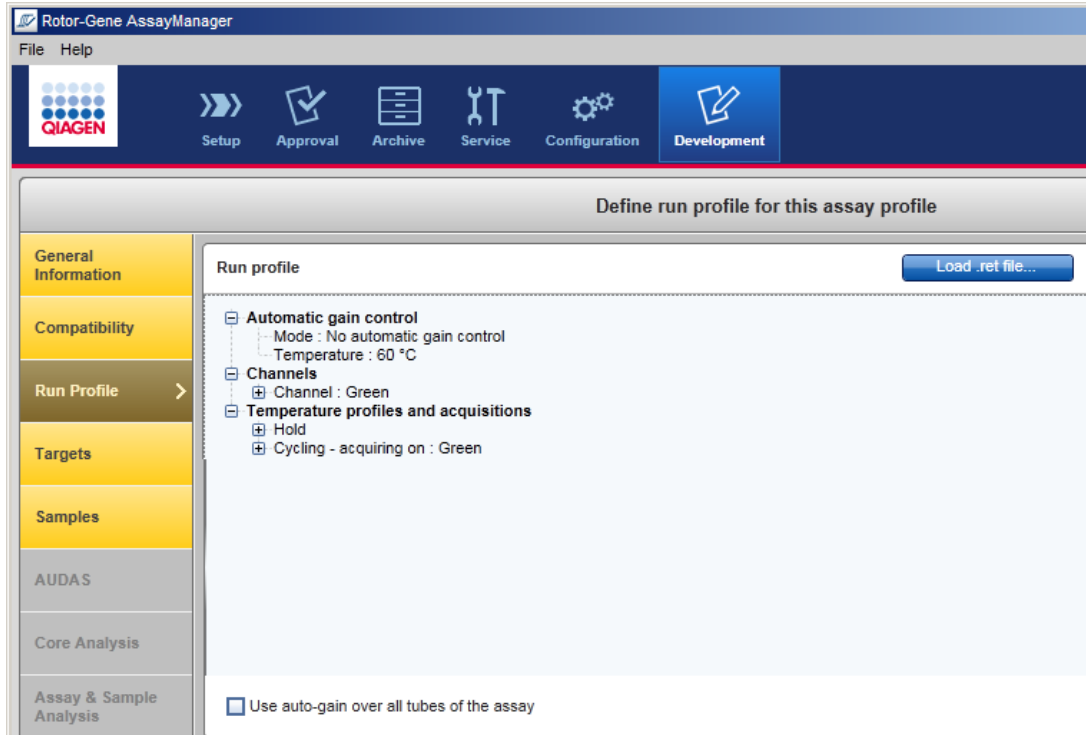 Rotor-Gene AssayManager
File Help
QIAGEN
Setup Approval Archive Service Configuration Development
Define run profile for this assay profile
General
Information
Compatibility
Run Profile
Targets
Samples
AUDAS
Core Analysis
Assay & Sample
Analysis
Run profile
Load .ret file...
Automatic gain control
Mode : No automatic gain control
Temperature : 60 °C
Channels
Channel : Green
Temperature profiles and acquisitions
Hold
Cycling - acquiring on : Green
Use auto-gain over all tubes of the assay